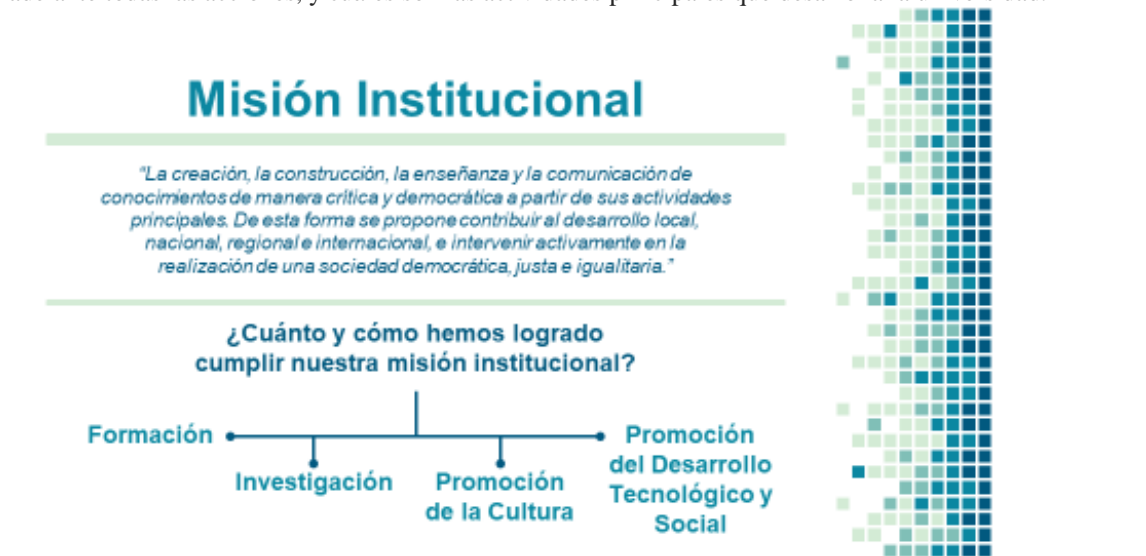 Misión Institucional
"La creación, la construcción, la enseñanza y la comunicación de
conocimientos de manera crítica y democrática a partir de sus actividades
principales. De esta forma se propone contribuir al desarrollo local,
nacional, regional e internacional, e intervenir activamente en la
realización de una sociedad democrática, justa e igualitaria."
¿Cuánto y cómo hemos logrado
cumplir nuestra misión institucional?
Formación
Investigación
Promoción
de la Cultura
Promoción
del Desarrollo
Tecnológico y
Social